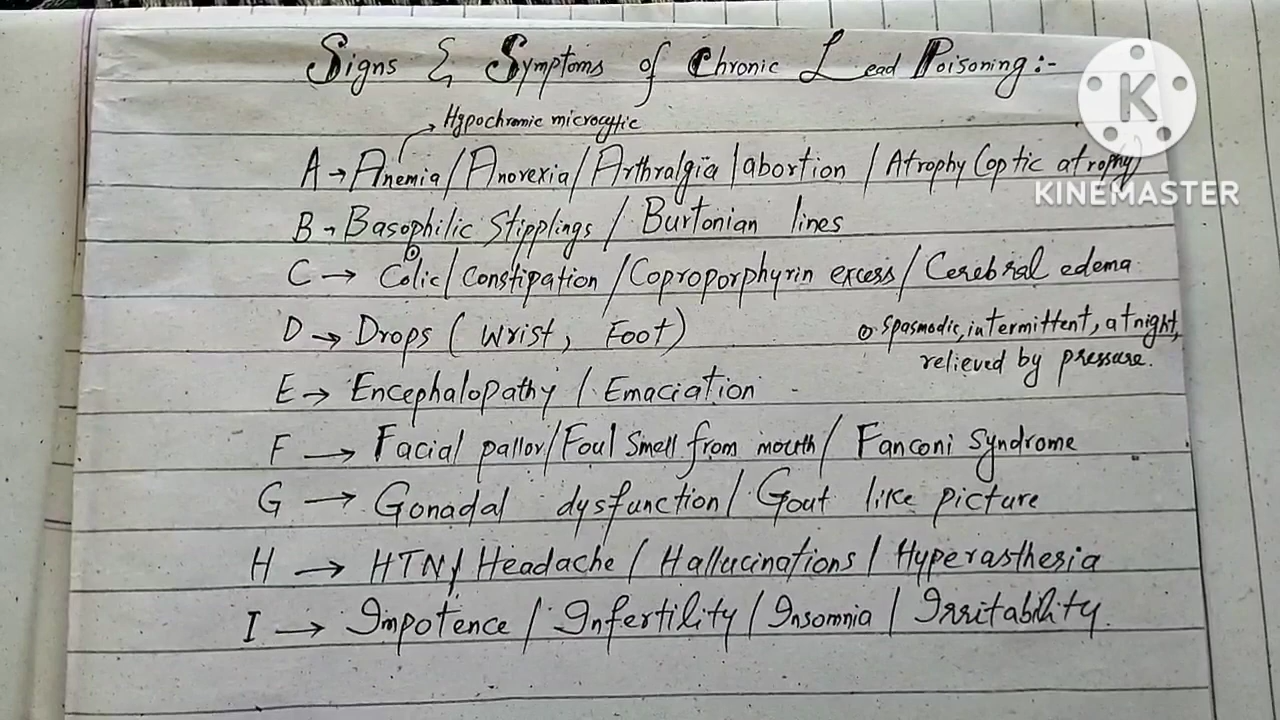 Signs & Symptoms of Chronic Lead Poisoning :-
Hypochromic microcytic
A → Anemia / Anorexia / Arthralgia / abortion / Atrophy (optic atrophy)
K
KINEMASTER
B → Basophilic Stipplings / Burtonian lines
C → Colic / Constipation / Coproporphyrin excess / Cerebral edema
D → Drops ( Wrist, Foot )
Spasmodic, intermittent, at night,
relieved by pressure.
E → Encephalopathy / Emaciation
F → Facial pallor / Foul Smell from mouth / Fanconi Syndrome
G → Gonadal dysfunction / Gout like picture
H → HTN / Headache / Hallucinations / Hyperasthesia
I → Impotence / Infertility / Insomnia / Irritability.